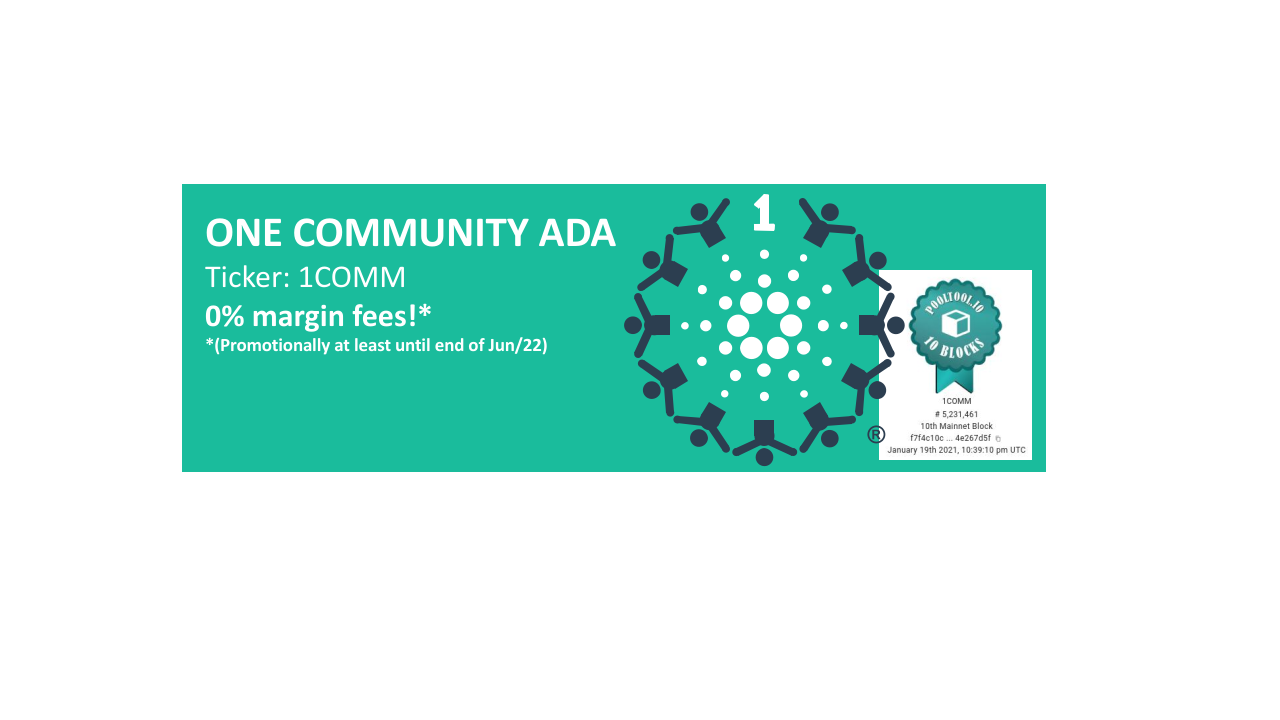 ONE COMMUNITY ADA
Ticker: 1COMM
0% margin fees!*
*(Promotionally at least until end of Jun/22)
1
®
POOLTOOL.IO
10 BLOCKS
1COMM
# 5,231,461
10th Mainnet Block
f7f4c10c ... 4e267d5f
January 19th 2021, 10:39:10 pm UTC